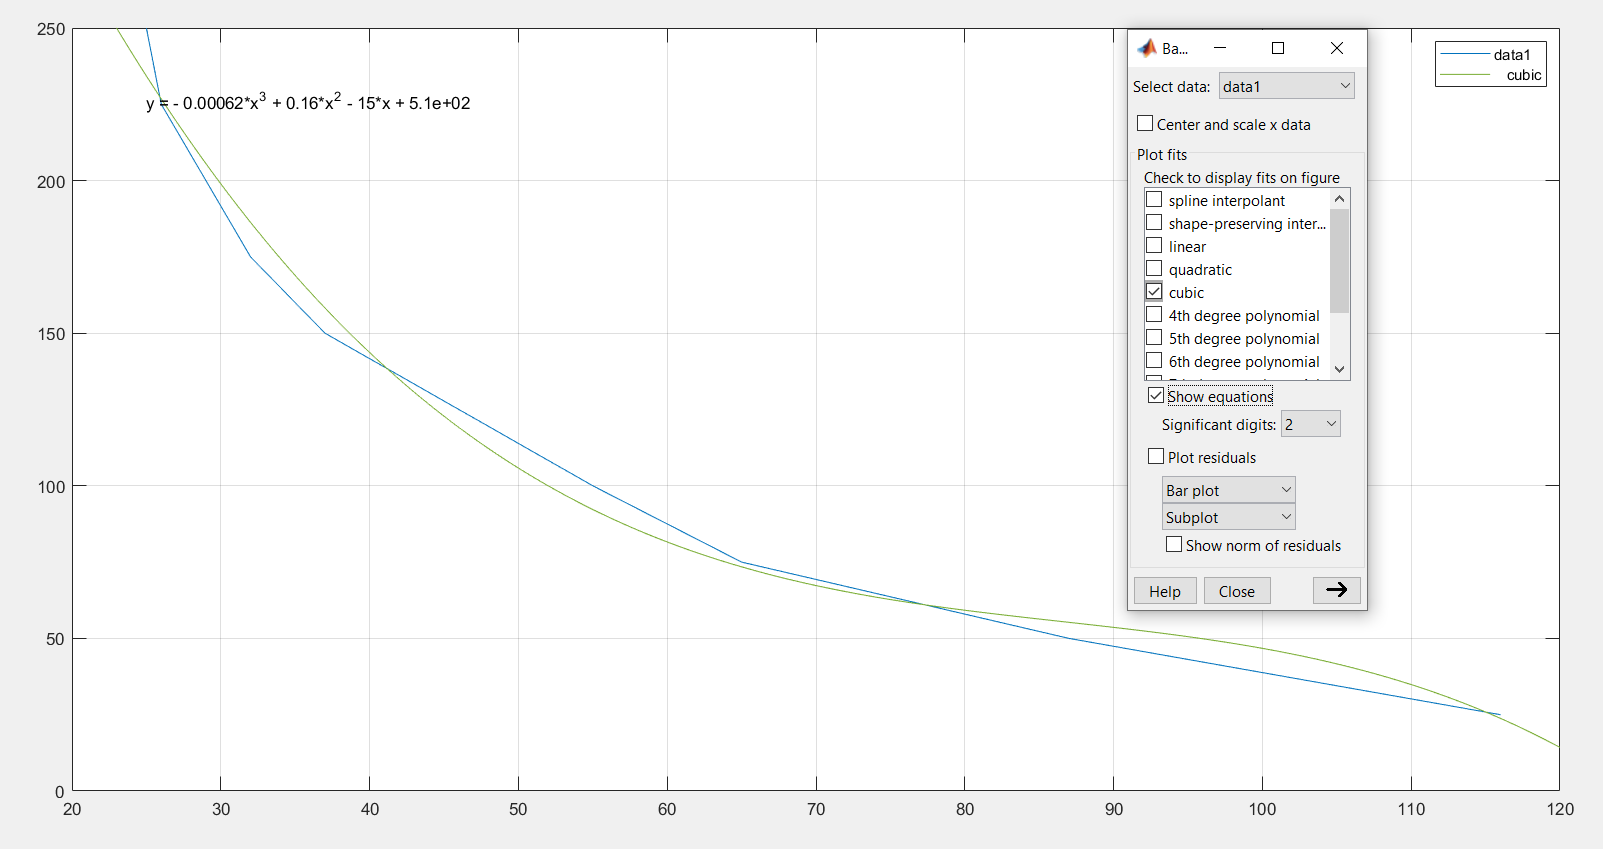 250
200
150
100
50
0
20 30 40 50 60 70 80 90 100 110 120
y = - 0.00062*x³ + 0.16*x² - 15*x + 5.1e+02
data1
cubic
Ba...
Select data: data1
Center and scale x data
Plot fits
Check to display fits on figure
spline interpolant
shape-preserving inter...
linear
quadratic
cubic
4th degree polynomial
5th degree polynomial
6th degree polynomial
Show equations
Significant digits: 2
Plot residuals
Bar plot
Subplot
Show norm of residuals
Help Close